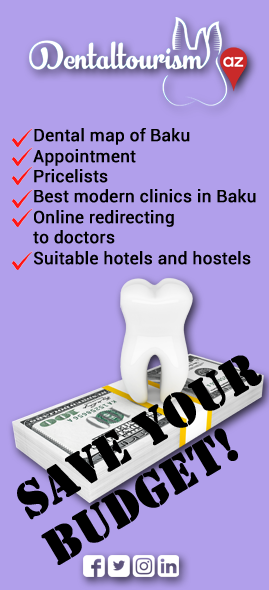 Dentaltourism
az
Dental map of Baku
Appointment
Pricelists
Best modern clinics in Baku
Online redirecting
to doctors
Suitable hotels and hostels
100
SAVE YOUR
BUDGET!